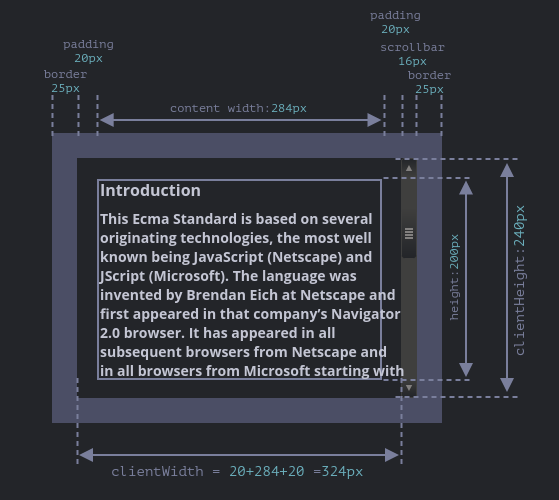 padding
20px
padding
20px
scrollbar
16px
border
25px
border
25px
content width:284px
Introduction
This Ecma Standard is based on several
originating technologies, the most well
known being JavaScript (Netscape) and
JScript (Microsoft). The language was
invented by Brendan Eich at Netscape and
first appeared in that company’s Navigator
2.0 browser. It has appeared in all
subsequent browsers from Netscape and
in all browsers from Microsoft starting with
height:200px
clientHeight:240px
clientWidth = 20+284+20 =324px